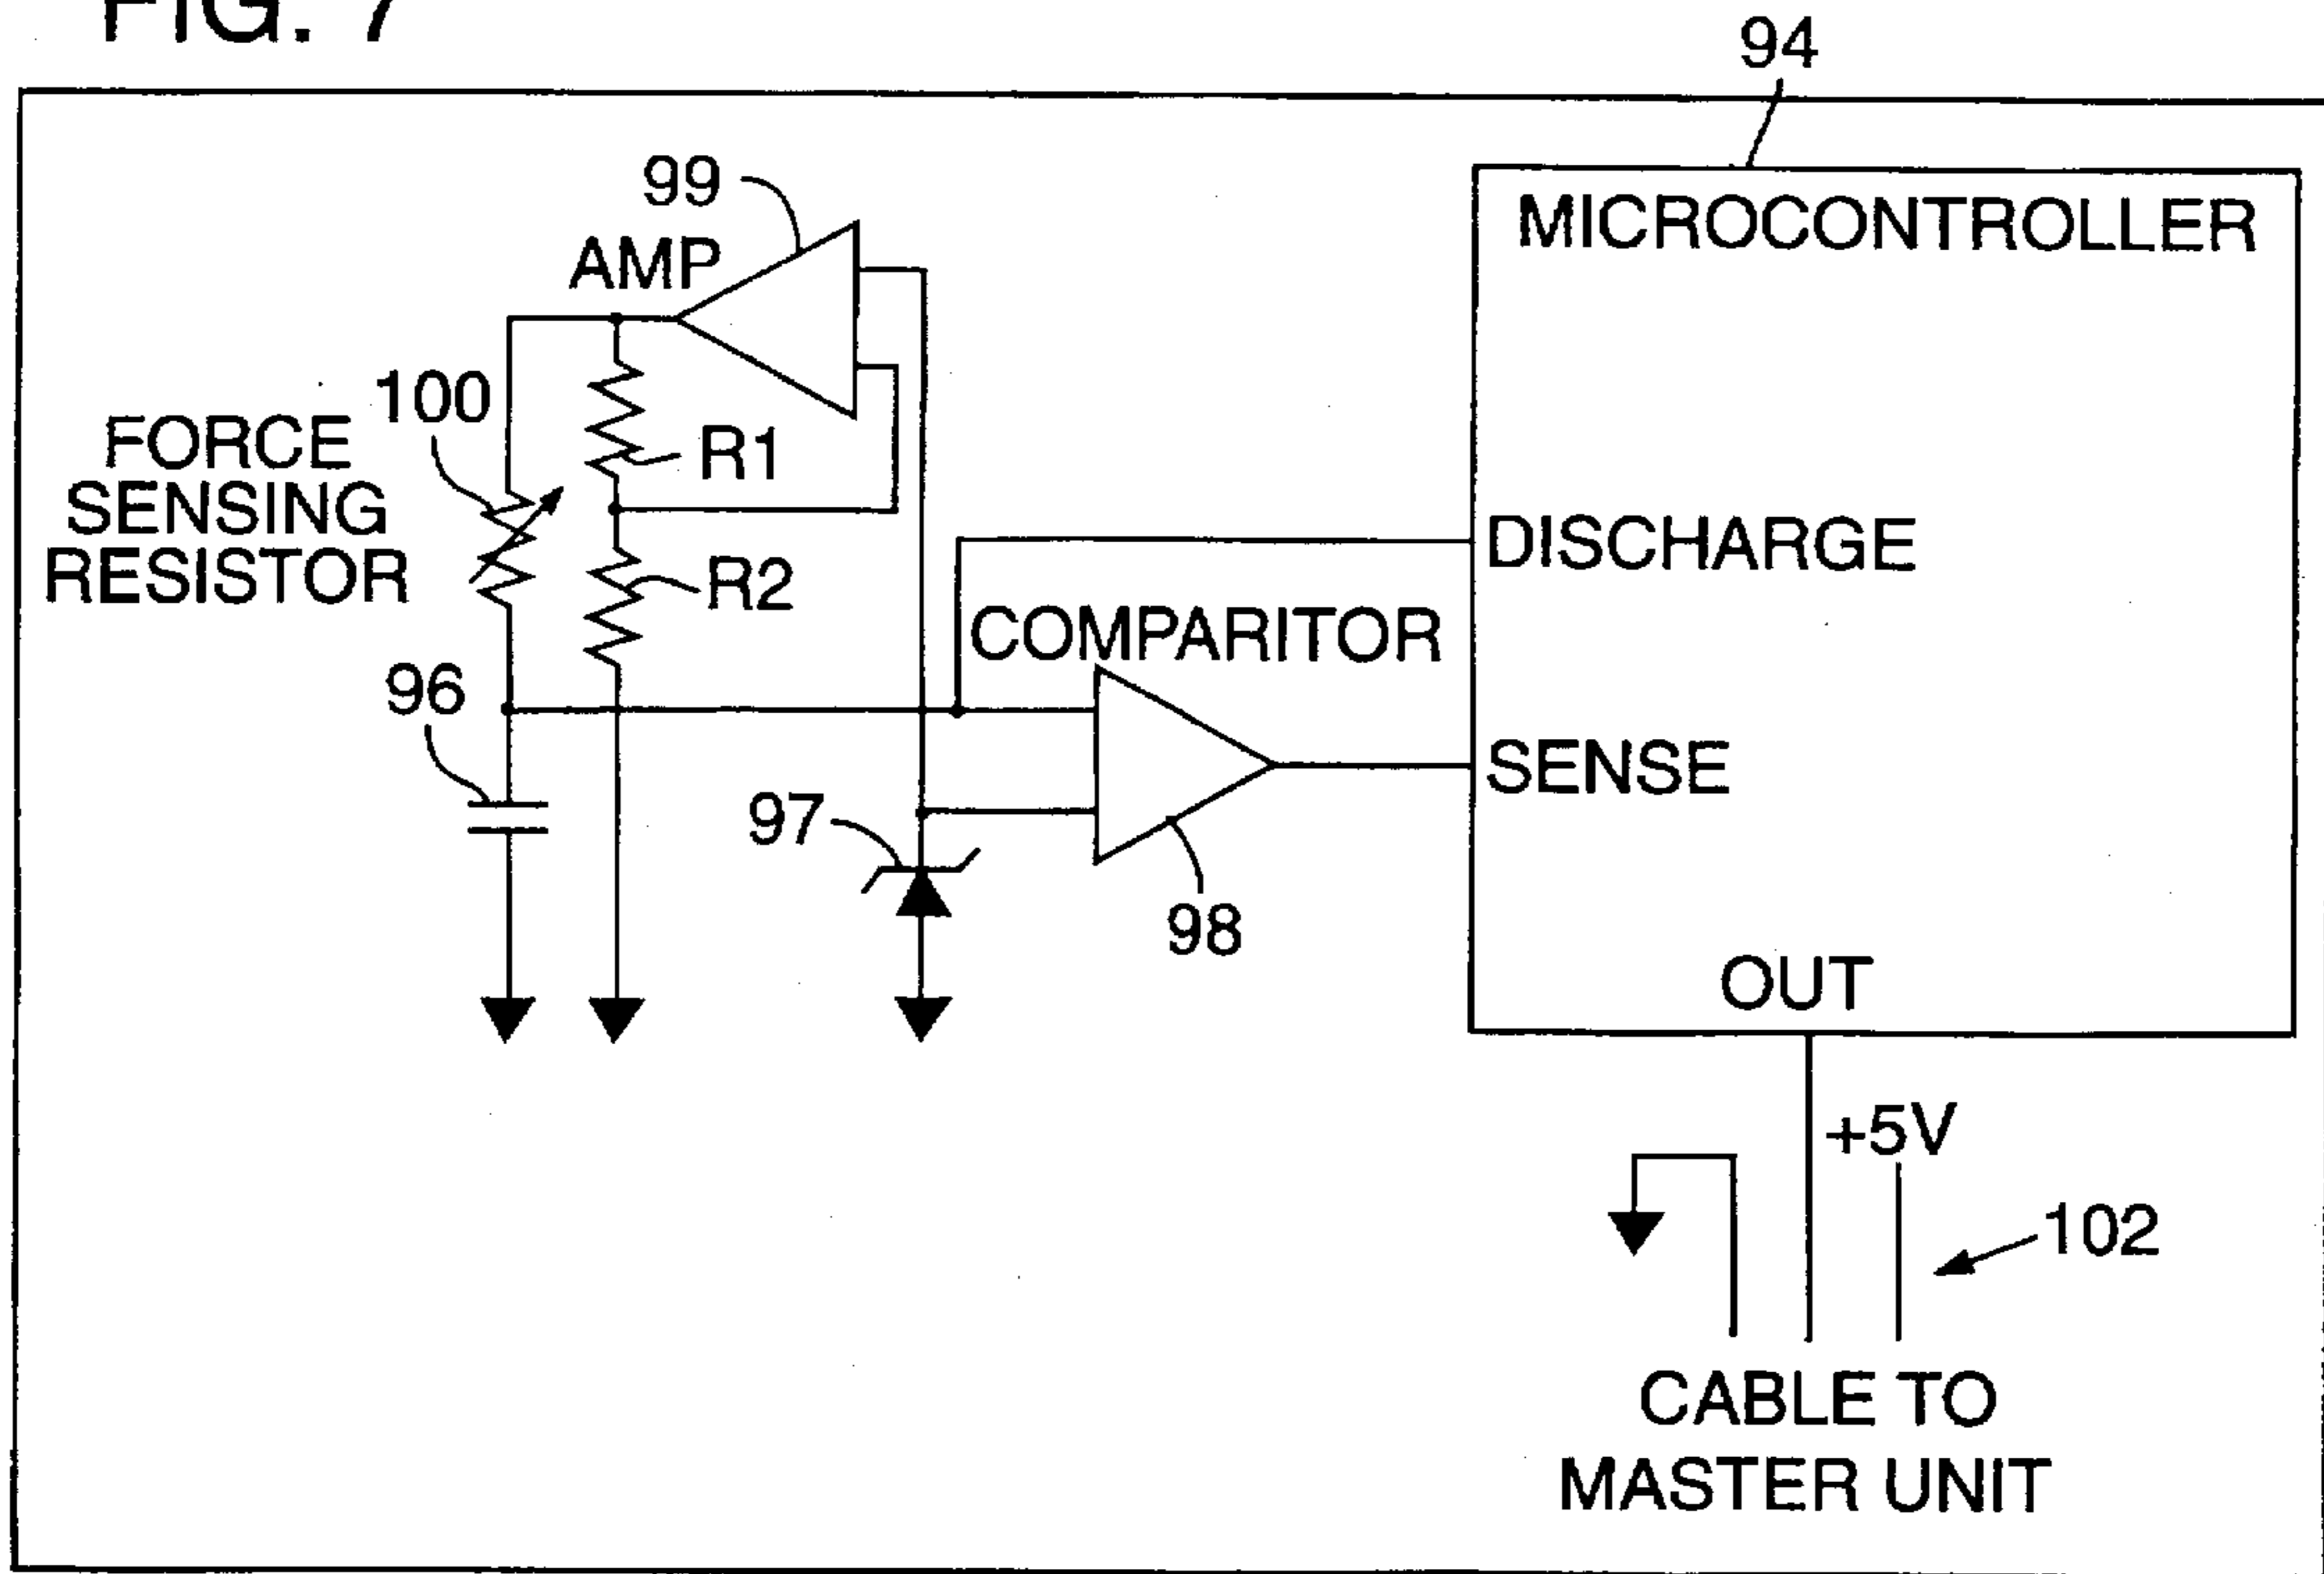 FIG. 7
94
MICROCONTROLLER
99
AMP
100
FORCE
SENSING
RESISTOR
R1
R2
DISCHARGE
COMPARITOR
96
SENSE
97
98
OUT
+5V
102
CABLE TO
MASTER UNIT